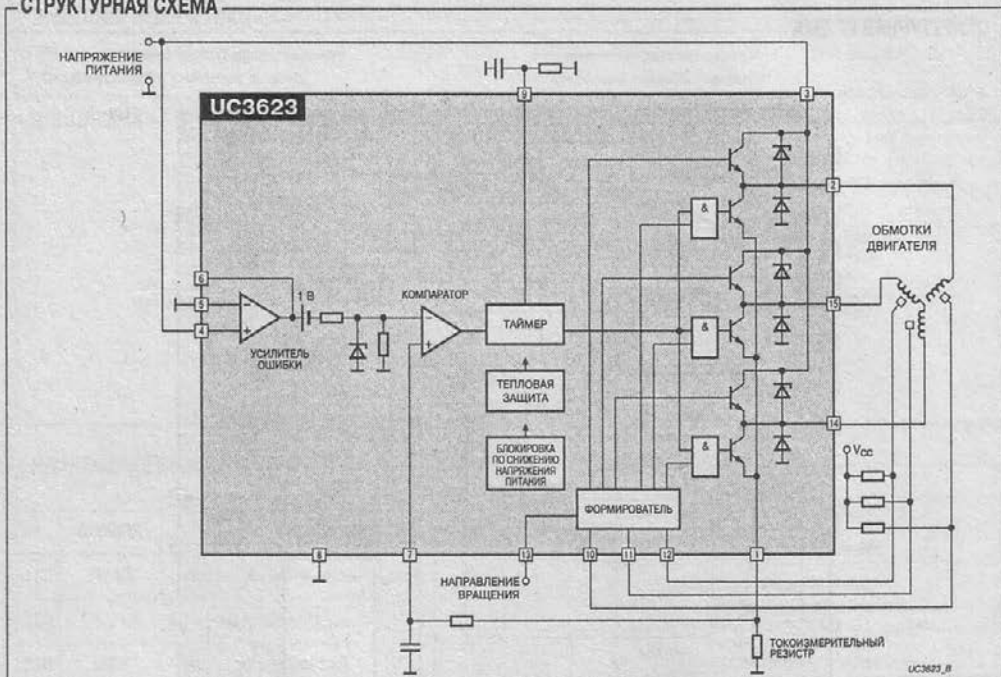 СТРУКТУРНАЯ СХЕМА
НАПРЯЖЕНИЕ
ПИТАНИЯ
UC3623
9
3
2
&
ОБМОТКИ
ДВИГАТЕЛЯ
6
5
4
1 В
УСИЛИТЕЛЬ
ОШИБКИ
КОМПАРАТОР
ТАЙМЕР
&
15
ТЕПЛОВАЯ
ЗАЩИТА
БЛОКИРОВКА
ПО СНИЖЕНИЮ
НАПРЯЖЕНИЯ
ПИТАНИЯ
&
14
VCC
ФОРМИРОВАТЕЛЬ
8
7
13
10
11
12
1
НАПРАВЛЕНИЕ
ВРАЩЕНИЯ
ТОКОИЗМЕРИТЕЛЬНЫЙ
РЕЗИСТР
UC3623_B